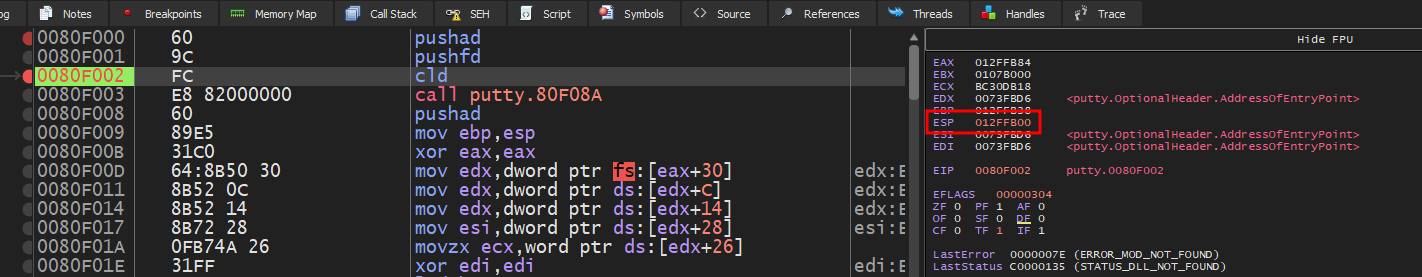 og Notes Breakpoints Memory Map Call Stack SEH Script Symbols Source References Threads Handles Trace
0080F000 60 pushad
0080F001 9C pushfd
0080F002 FC cld
0080F003 E8 82000000 call putty.80F08A
0080F008 60 pushad
0080F009 89E5 mov ebp,esp
0080F00B 31C0 xor eax,eax
0080F00D 64:8B50 30 mov edx,dword ptr fs:[eax+30] edx:E
0080F011 8B52 0C mov edx,dword ptr ds:[edx+C] edx:E
0080F014 8B52 14 mov edx,dword ptr ds:[edx+14] edx:E
0080F017 8B72 28 mov esi,dword ptr ds:[edx+28] esi:E
0080F01A 0FB74A 26 movzx ecx,word ptr ds:[edx+26]
0080F01E 31FF xor edi,edi
Hide FPU
EAX 012FFB84
EBX 0107B000
ECX BC30DB18
EDX 0073FBD6 <putty.OptionalHeader.AddressOfEntryPoint>
EBP 012FFB38
ESP 012FFB00
ESI 0073FBD6 <putty.OptionalHeader.AddressOfEntryPoint>
EDI 0073FBD6 <putty.OptionalHeader.AddressOfEntryPoint>
EIP 0080F002 putty.0080F002
EFLAGS 00000304
ZF 0 PF 1 AF 0
OF 0 SF 0 DF 0
CF 0 TF 1 IF 1
LastError 0000007E (ERROR_MOD_NOT_FOUND)
LastStatus C0000135 (STATUS_DLL_NOT_FOUND)